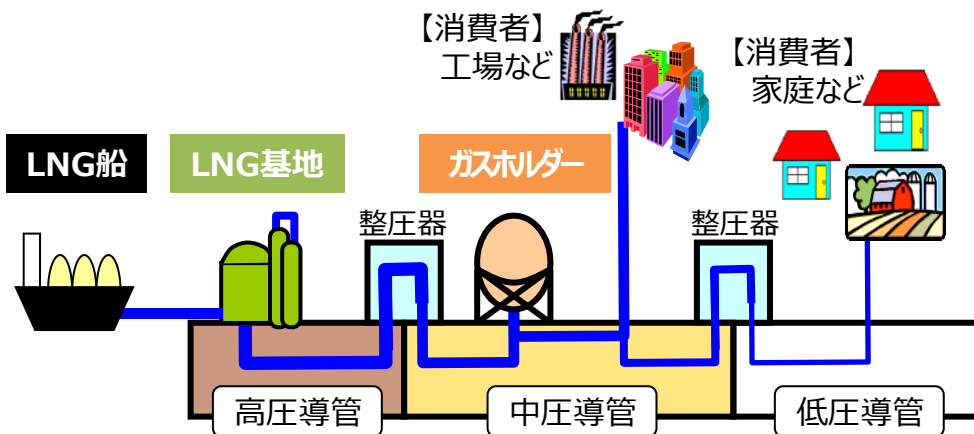 【消費者】
工場など
【消費者】
家庭など
LNG船
LNG基地
ガスホルダー
整圧器
整圧器
高圧導管
中圧導管
低圧導管